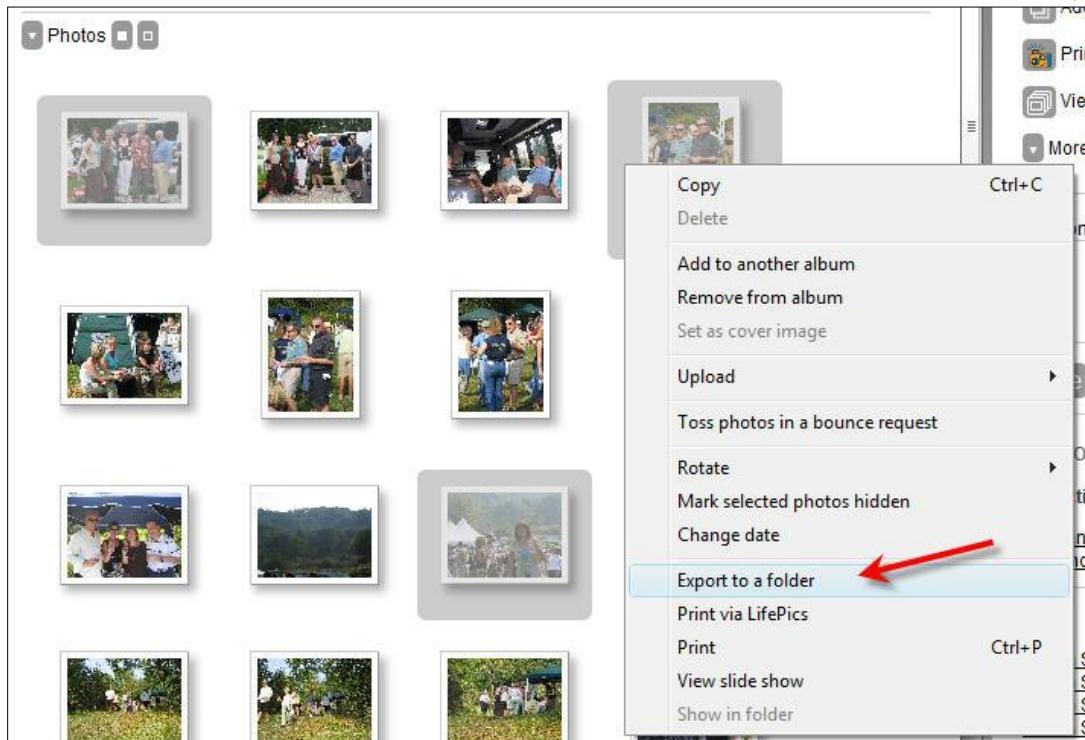 Photos
More
Copy Ctrl+C
Delete
Add to another album
Remove from album
Set as cover image
Upload
Toss photos in a bounce request
Rotate
Mark selected photos hidden
Change date
Export to a folder
Print via LifePics
Print Ctrl+P
View slide show
Show in folder